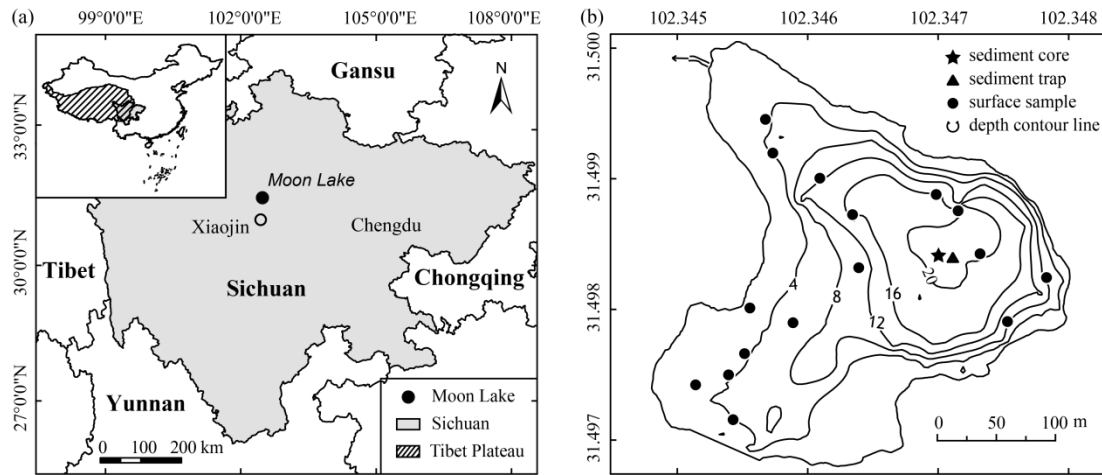 (a)
99°0'0"E
102°0'0"E
105°0'0"E
108°0'0"E
33°0'0"N
30°0'0"N
27°0'0"N
Gansu
N
Moon Lake
Xiaojin
Chengdu
Tibet
Sichuan
Chongqing
Yunnan
Moon Lake
Sichuan
Tibet Plateau
0 200 km
(b)
102.345
102.346
102.347
102.348
31.500
31.499
31.498
31.497
sediment core
sediment trap
surface sample
depth contour line
4
8
12
16
20
0 50 100 m